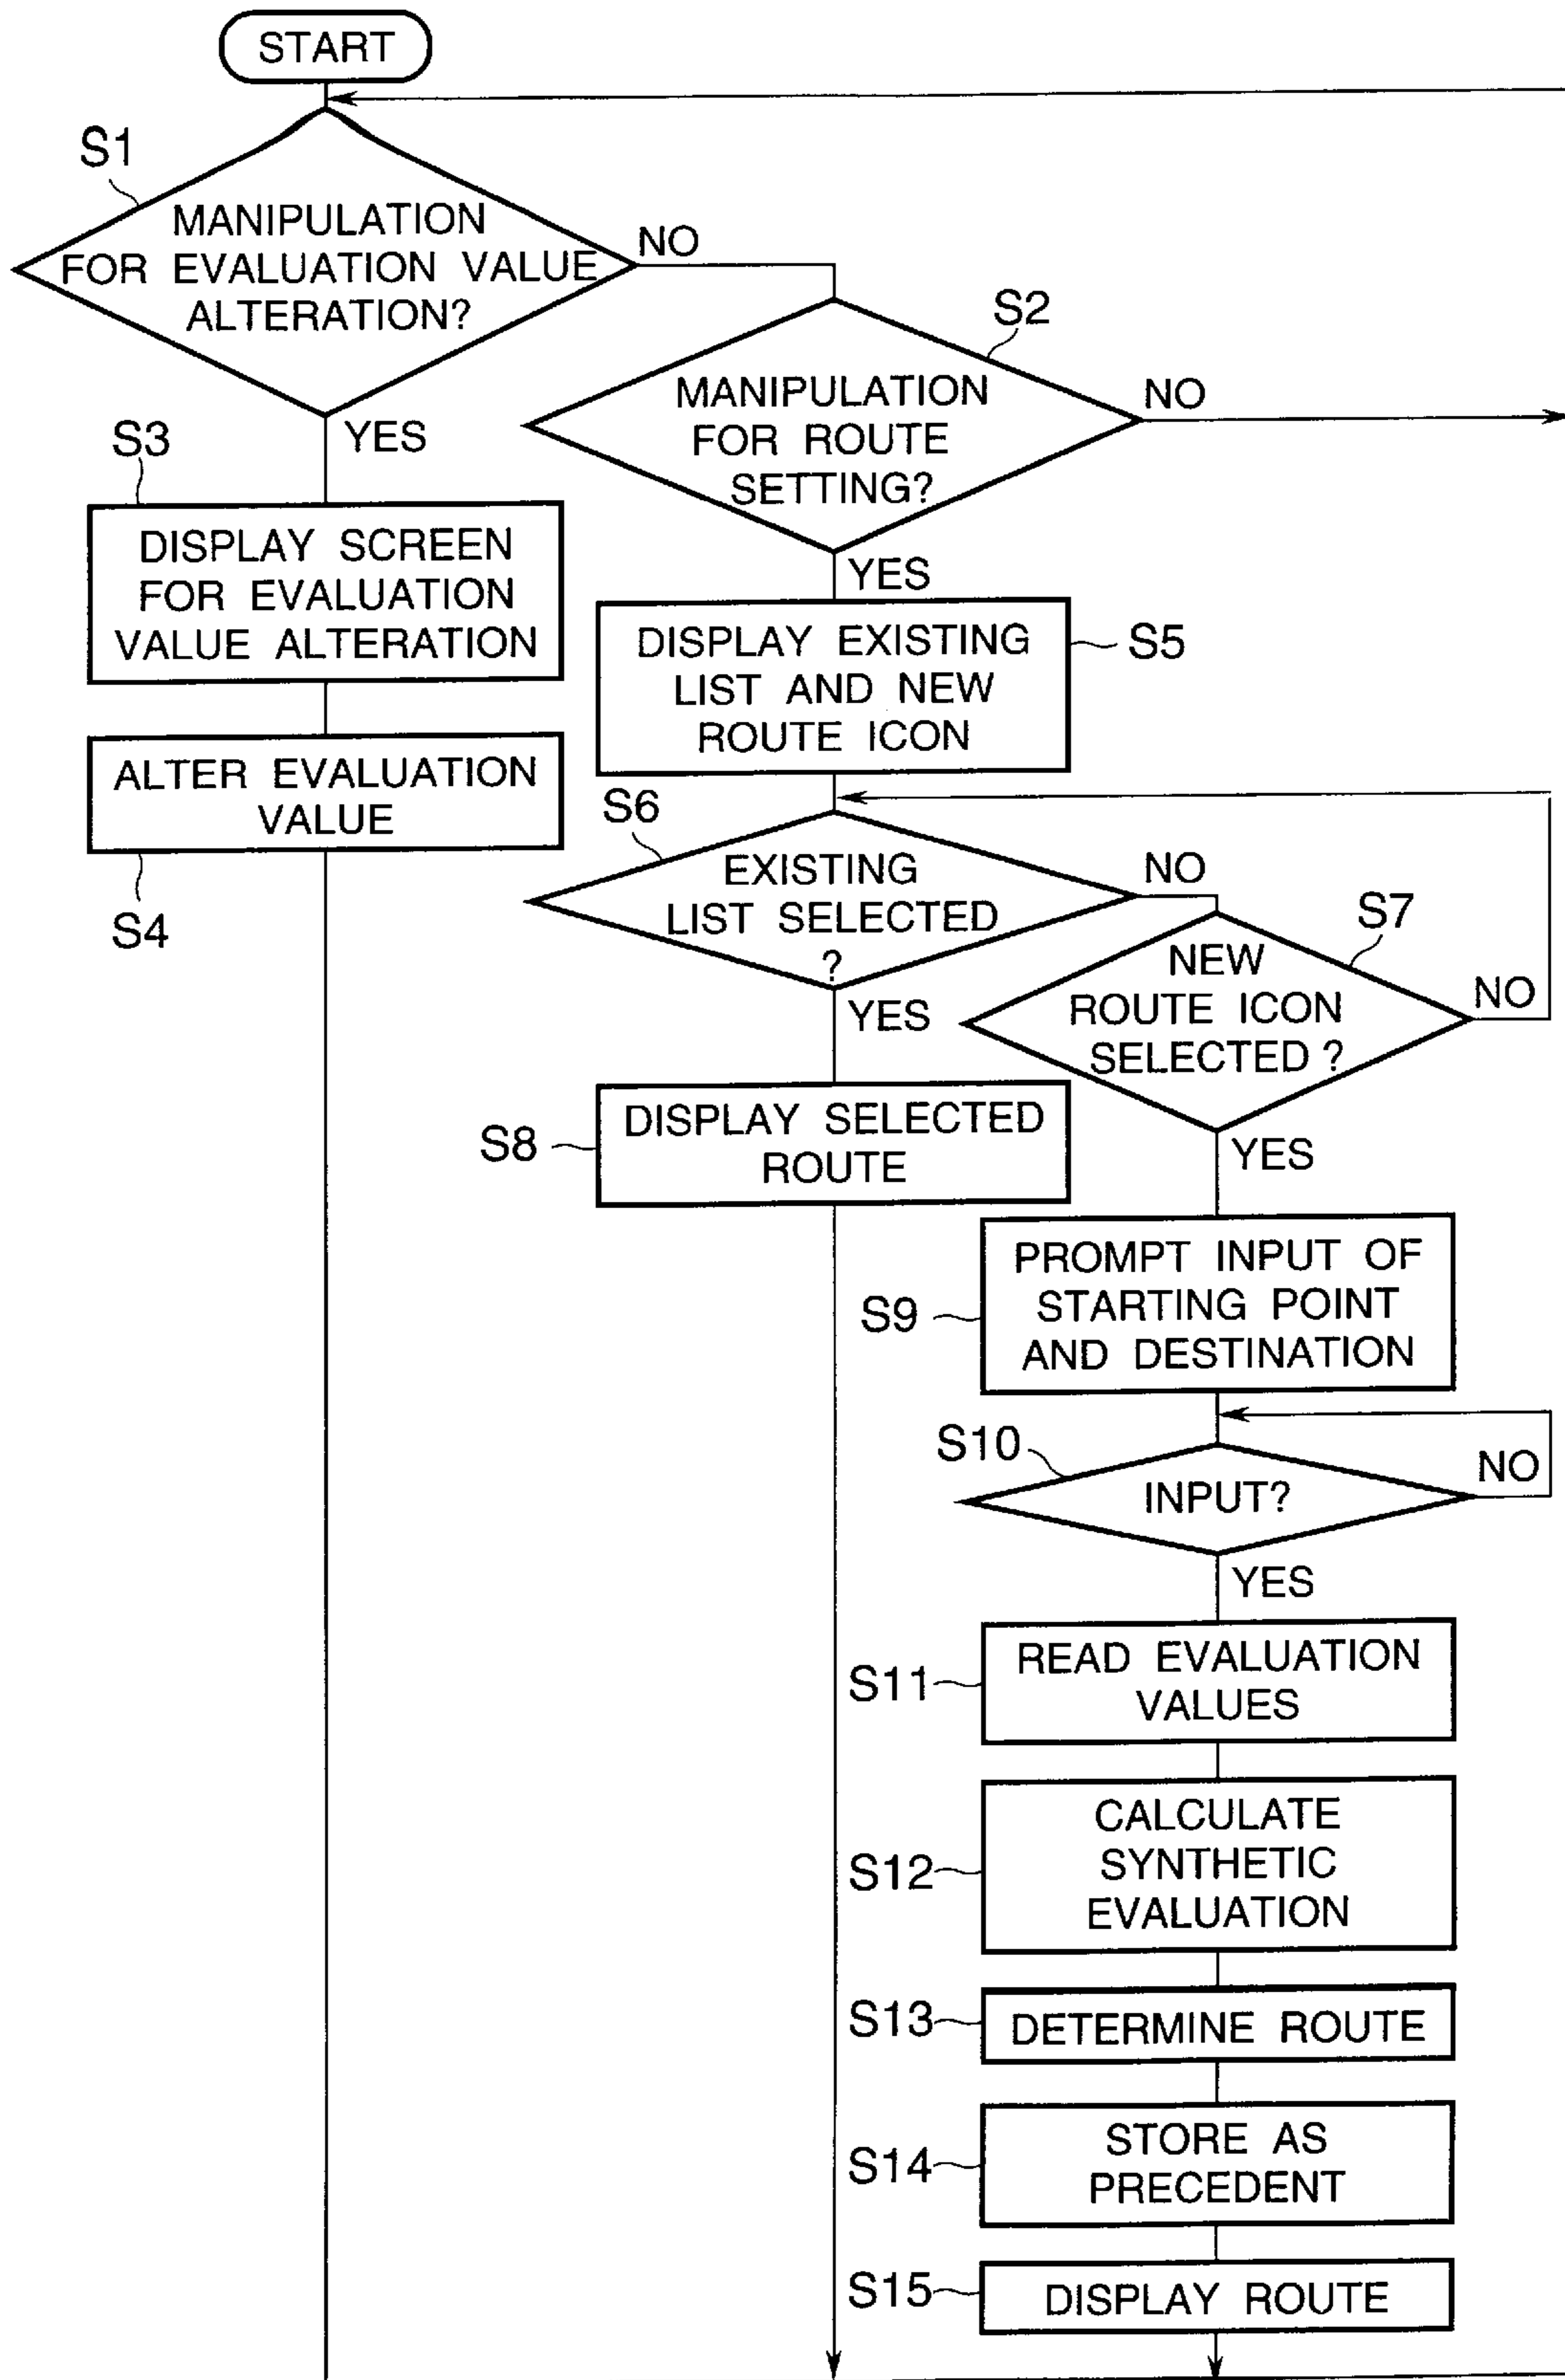 START
S1
MANIPULATION
FOR EVALUATION VALUE
ALTERATION?
NO
YES
S2
MANIPULATION
FOR ROUTE
SETTING?
NO
YES
S3
DISPLAY SCREEN
FOR EVALUATION
VALUE ALTERATION
ALTER EVALUATION
VALUE
S4
DISPLAY EXISTING
LIST AND NEW
ROUTE ICON
S5
S6
EXISTING
LIST SELECTED
?
NO
YES
S7
NEW
ROUTE ICON
SELECTED ?
NO
YES
S8
DISPLAY SELECTED
ROUTE
S9
PROMPT INPUT OF
STARTING POINT
AND DESTINATION
S10
INPUT?
NO
YES
S11
READ EVALUATION
VALUES
S12
CALCULATE
SYNTHETIC
EVALUATION
S13
DETERMINE ROUTE
S14
STORE AS
PRECEDENT
S15
DISPLAY ROUTE